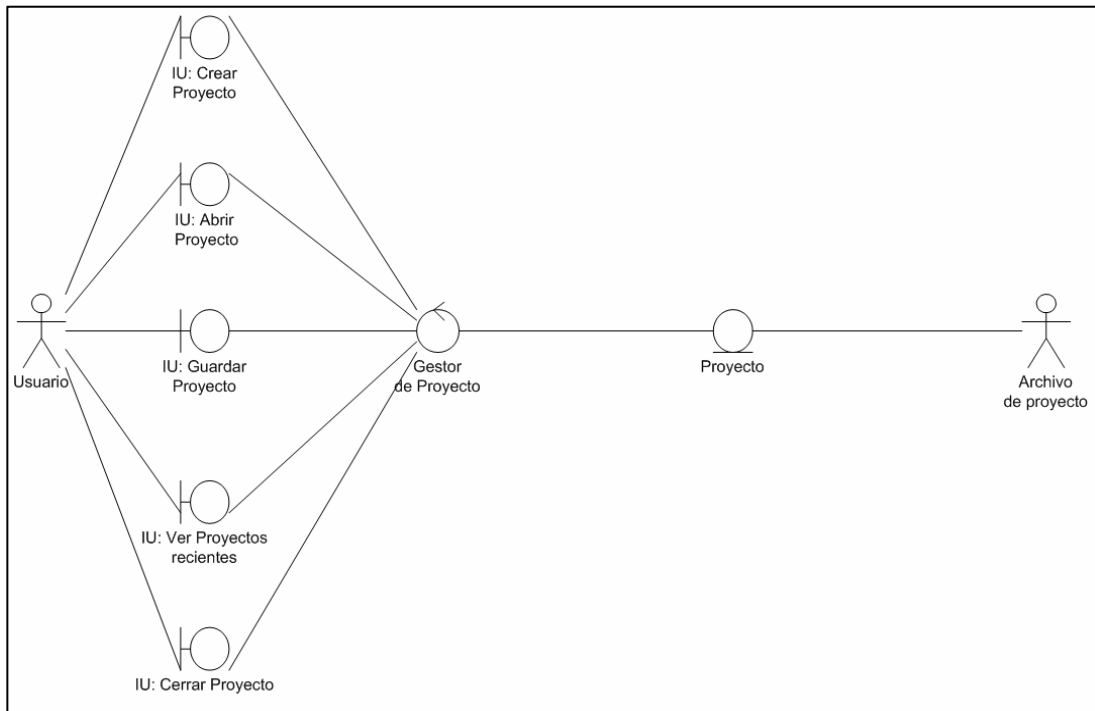 IU: Crear
Proyecto
IU: Abrir
Proyecto
IU: Guardar
Proyecto
Usuario
Gestor
de Proyecto
Proyecto
Archivo
de proyecto
IU: Ver Proyectos
recientes
IU: Cerrar Proyecto